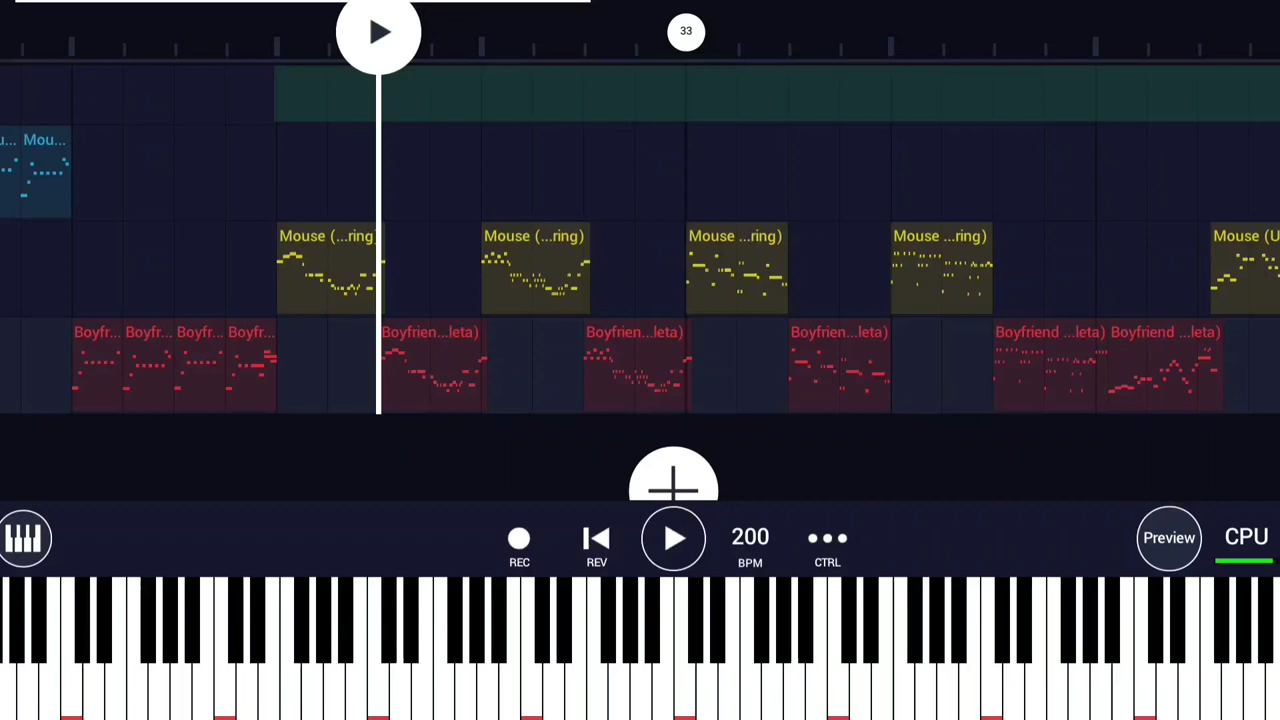 33
u... Mou...
Mouse (...ring) Mouse (...ring) Mouse ...ring) Mouse ...ring) Mouse (U
Boyfr... Boyfr... Boyfr... Boyfr... Boyfrien...leta) Boyfrien...leta) Boyfrien...leta) Boyfriend ...leta) Boyfriend ...leta)
200 Preview CPU
REC REV BPM CTRL